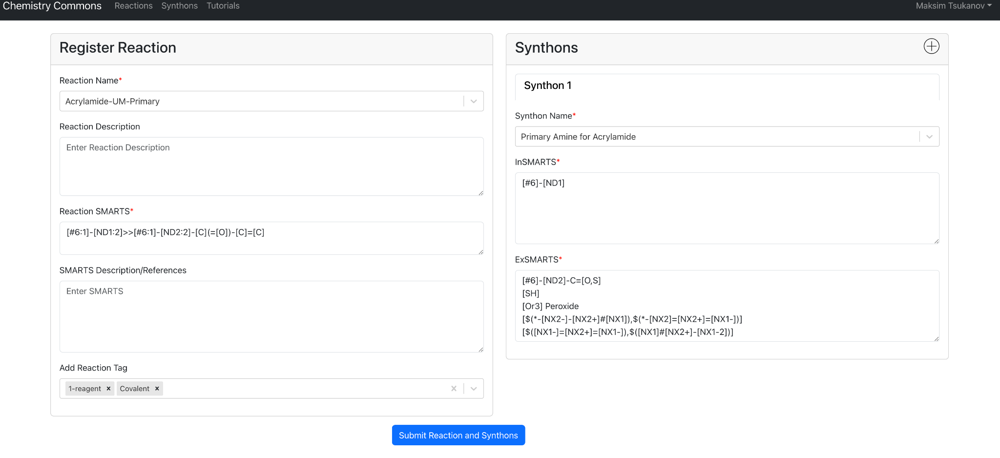 Chemistry Commons Reactions Synthons Tutorials Maksim Tsukanov
Register Reaction
Reaction Name*
Acrylamide-UM-Primary
Reaction Description
Enter Reaction Description
Reaction SMARTS*
[#6:1]-[ND1:2]>>[#6:1]-[ND2:2]-[C](=[O])-[C]=[C]
SMARTS Description/References
Enter SMARTS
Add Reaction Tag
1-reagent × Covalent ×
Synthons
Synthon 1
Synthon Name*
Primary Amine for Acrylamide
InSMARTS*
[#6]-[ND1]
ExSMARTS*
[#6]-[ND2]-C=[O,S]
[SH]
[Or3] Peroxide
[$(*-[NX2-]-[NX2+]#[NX1]),$(*-[NX2]=[NX2+]=[NX1-])]
[$([NX1-]=[NX2+]=[NX1-]),$([NX1]#[NX2+]-[NX1-2])]
Submit Reaction and Synthons